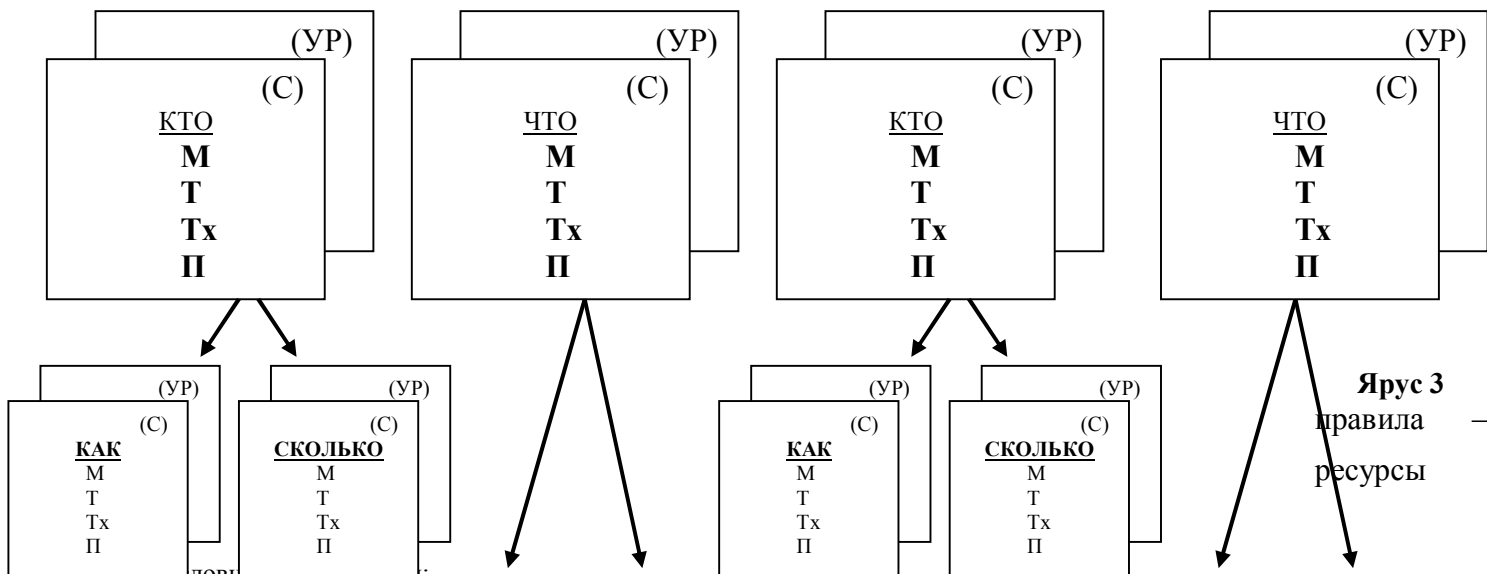 (УР) (УР) (УР) (УР)
(С) (С) (С) (С)
КТО ЧТО КТО ЧТО
М М М М
Т Т Т Т
Тх Тх Тх Тх
П П П П
(УР) (УР) (УР) (УР) Ярус 3
(С) (С) (С) (С) правила –
КАК СКОЛЬКО КАК СКОЛЬКО ресурсы
М М М М
Т Т Т Т
Тх Тх Тх Тх
П П П П